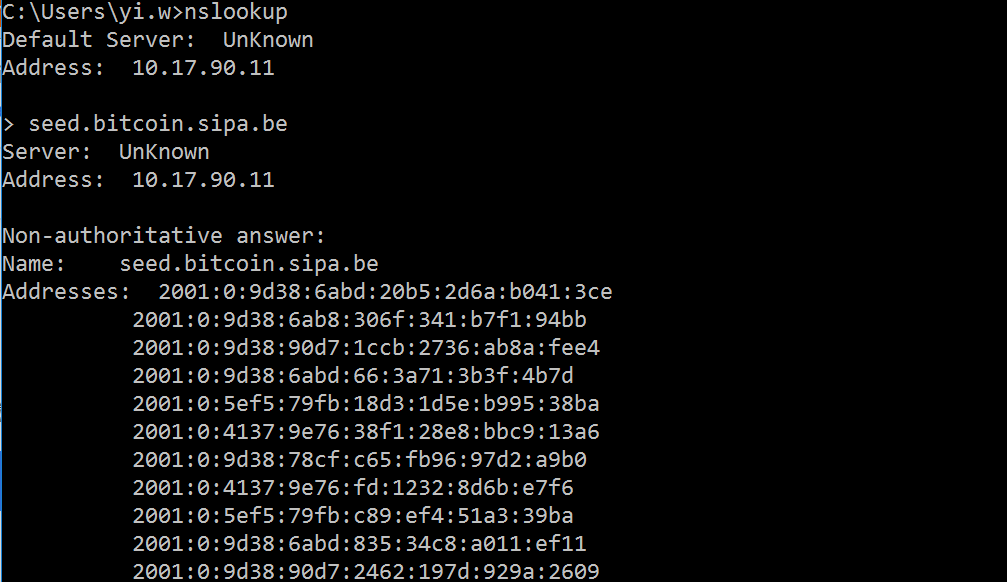 C:\Users\yi.w>nslookup
Default Server:  UnKnown
Address:  10.17.90.11
> seed.bitcoin.sipa.be
Server:  UnKnown
Address:  10.17.90.11
Non-authoritative answer:
Name:    seed.bitcoin.sipa.be
Addresses:  2001:0:9d38:6abd:20b5:2d6a:b041:3ce
2001:0:9d38:6ab8:306f:341:b7f1:94bb
2001:0:9d38:90d7:1ccb:2736:ab8a:fee4
2001:0:9d38:6abd:66:3a71:3b3f:4b7d
2001:0:5ef5:79fb:18d3:1d5e:b995:38ba
2001:0:4137:9e76:38f1:28e8:bbc9:13a6
2001:0:9d38:78cf:c65:fb96:97d2:a9b0
2001:0:4137:9e76:fd:1232:8d6b:e7f6
2001:0:5ef5:79fb:c89:ef4:51a3:39ba
2001:0:9d38:6abd:835:34c8:a011:ef11
2001:0:9d38:90d7:2462:197d:929a:2609